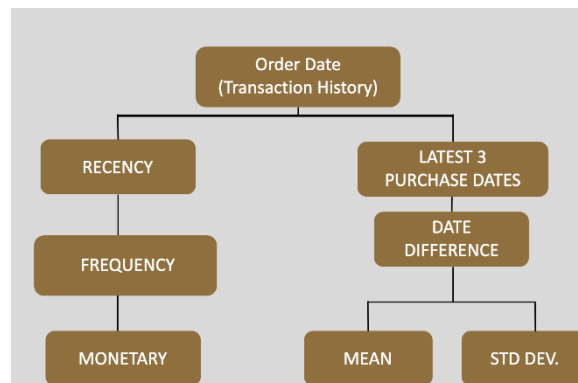 Order Date
(Transaction History)
RECENCY
LATEST 3
PURCHASE DATES
DATE
DIFFERENCE
FREQUENCY
MONETARY
MEAN
STD DEV.